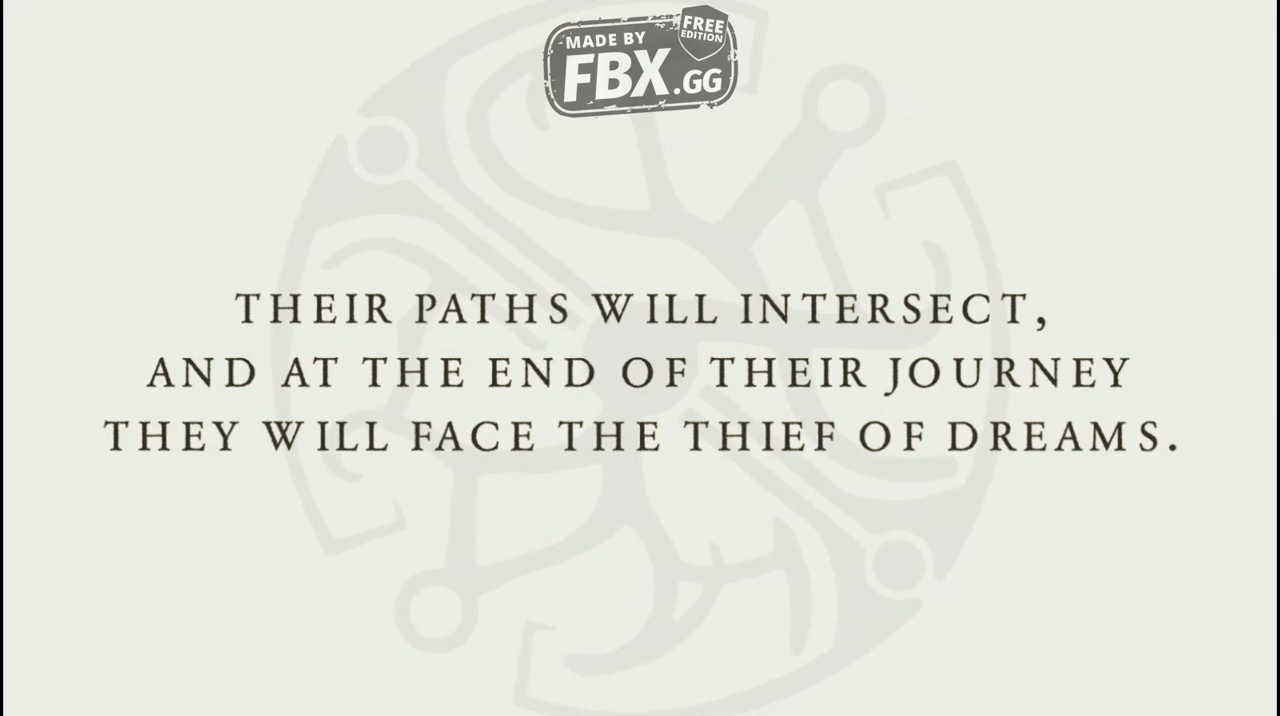 MADE BY
FREE
EDITION
FBX.GG
THEIR PATHS WILL INTERSECT,
AND AT THE END OF THEIR JOURNEY
THEY WILL FACE THE THIEF OF DREAMS.